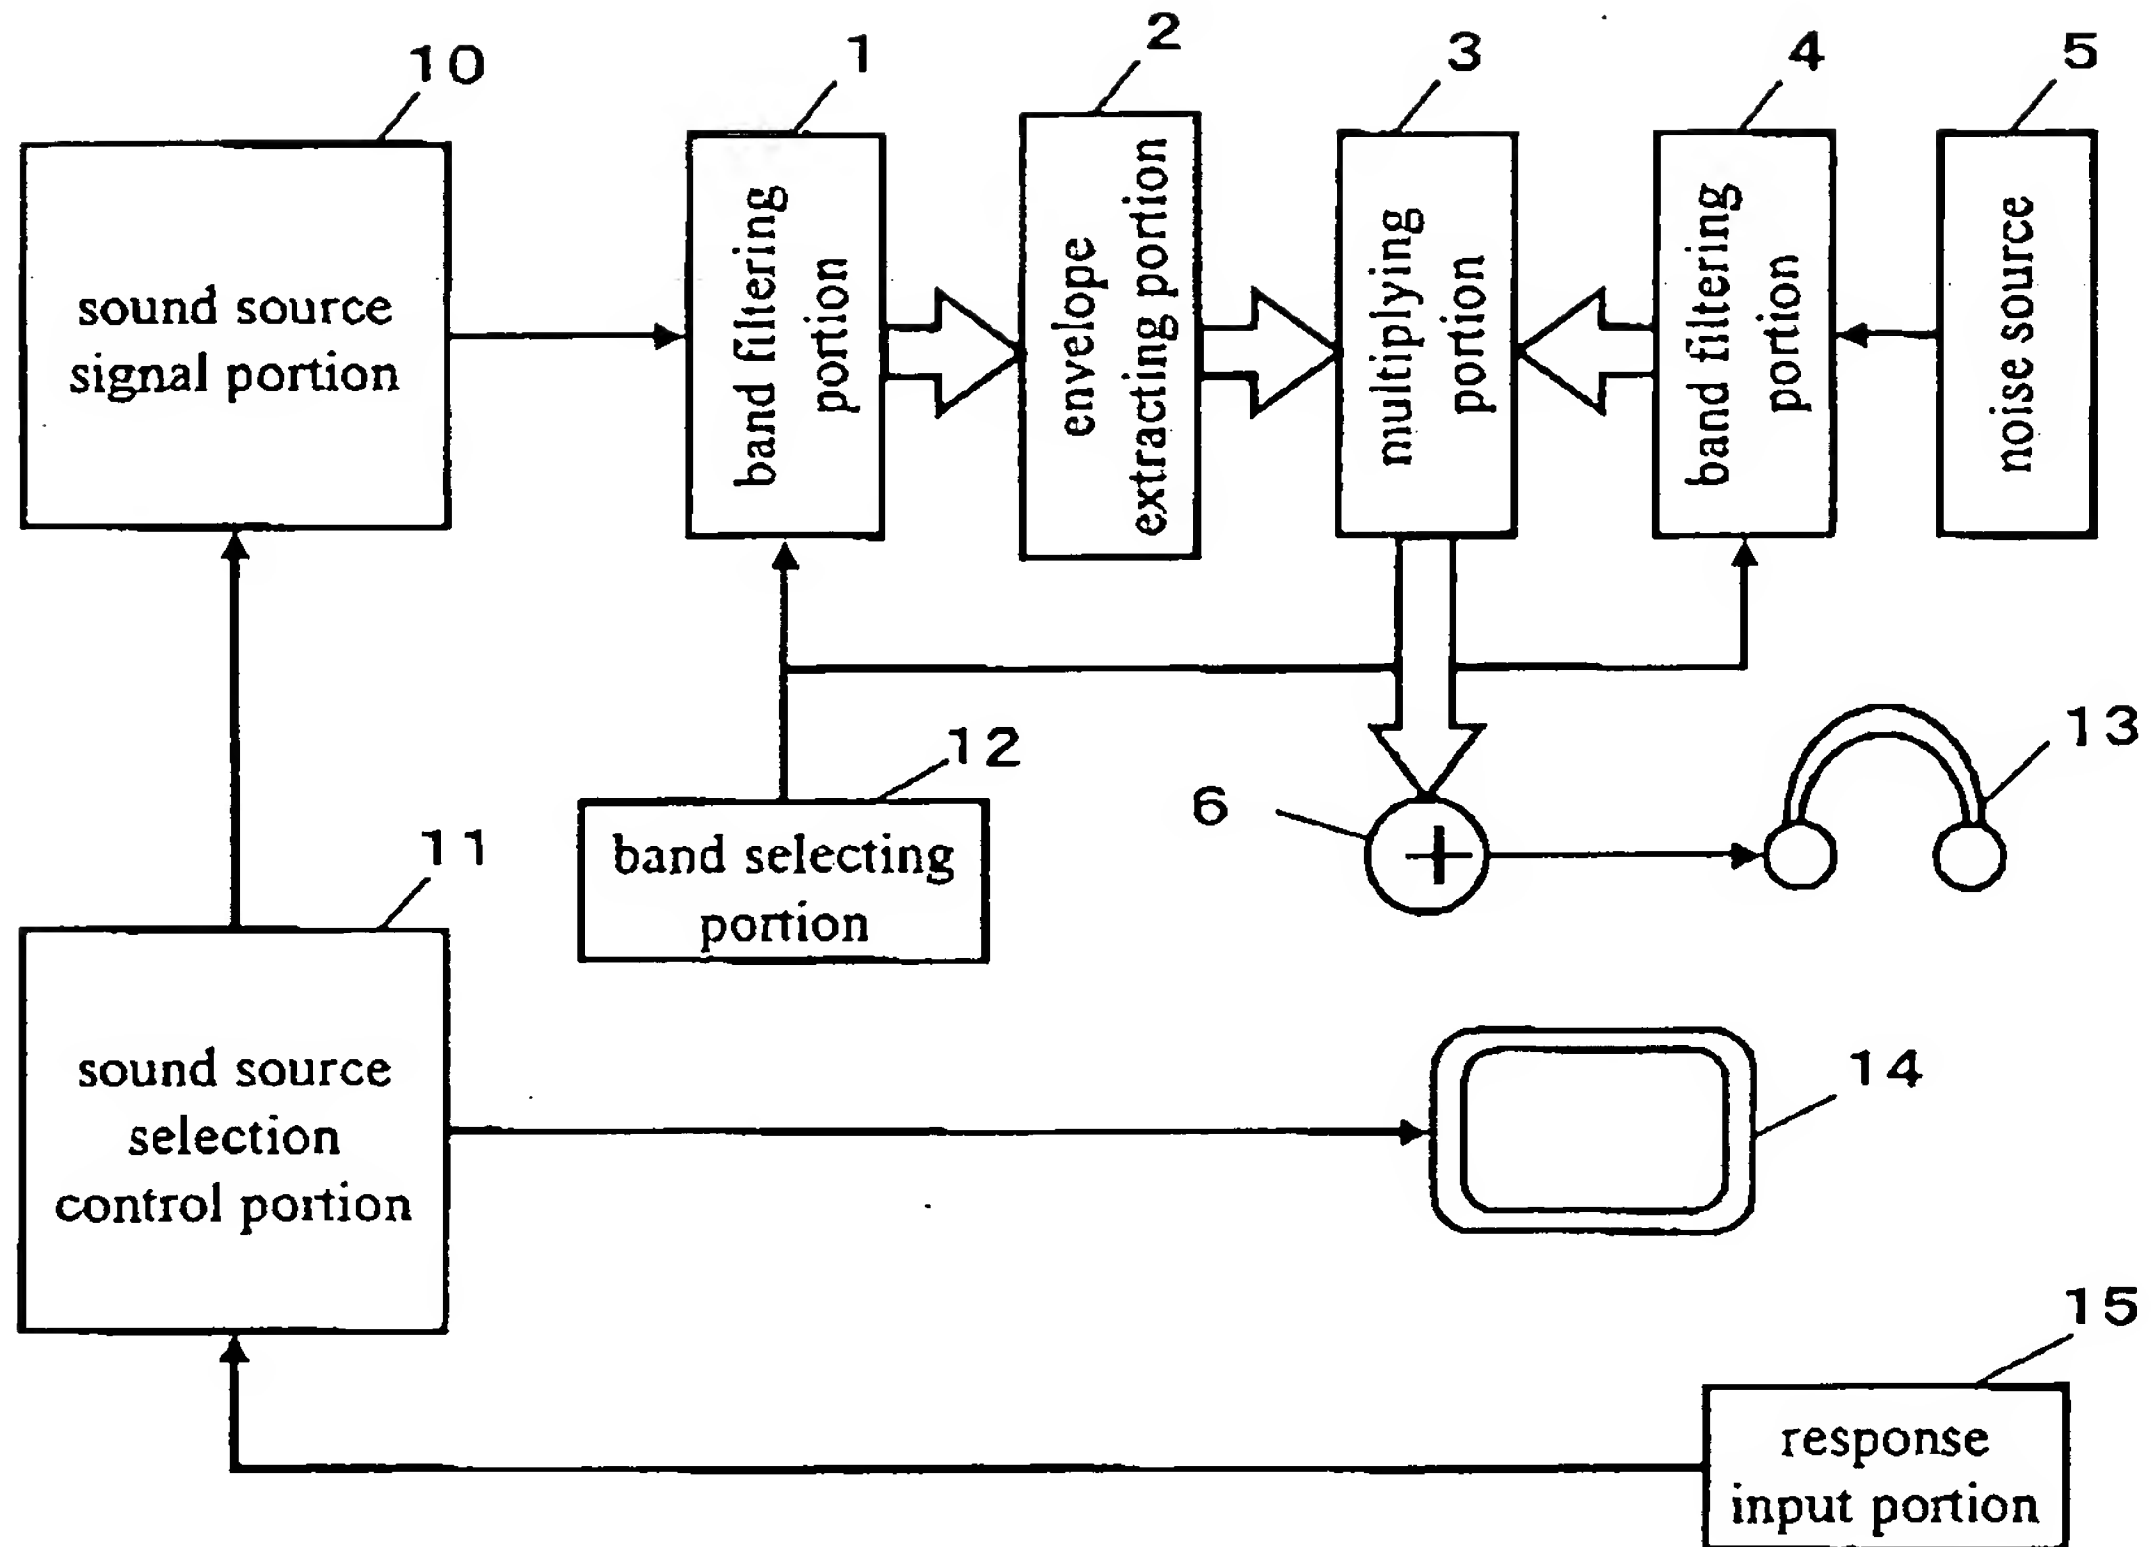 10
1
2
3
4
5
sound source
signal portion
band filtering
portion
envelope
extracting portion
multiplying
portion
band filtering
portion
noise source
12
13
6
11
band selecting
portion
sound source
selection
control portion
14
15
response
input portion